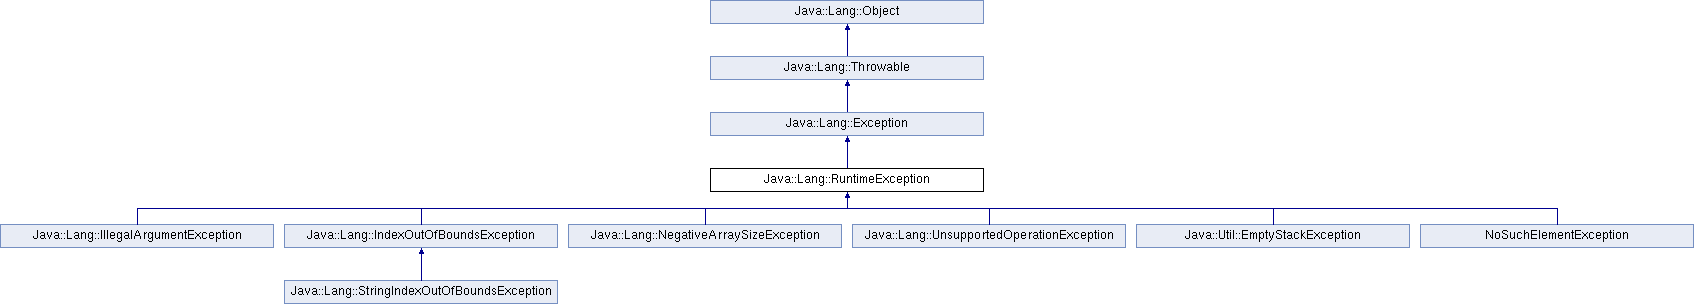 Java::Lang::Object
Java::Lang::Throwable
Java::Lang::Exception
Java::Lang::RuntimeException
Java::Lang::IllegalArgumentException
Java::Lang::IndexOutOfBoundsException
Java::Lang::NegativeArraySizeException
Java::Lang::UnsupportedOperationException
Java::Util::EmptyStackException
NoSuchElementException
Java::Lang::StringIndexOutOfBoundsException